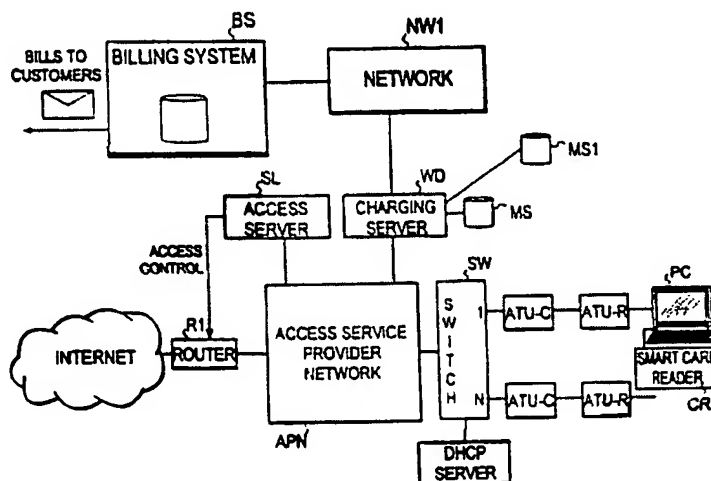 BS
BILLING SYSTEM
BILLS TO
CUSTOMERS
NW1
NETWORK
MS1
MS
WD
CHARGING
SERVER
SL
ACCESS
SERVER
ACCESS
CONTROL
R1
ROUTER
INTERNET
ACCESS SERVICE
PROVIDER
NETWORK
APN
SW
SWITCH
1
N
ATU-C
ATU-R
PC
SMART CARD
READER
CR
ATU-C
ATU-R
DHCP
SERVER